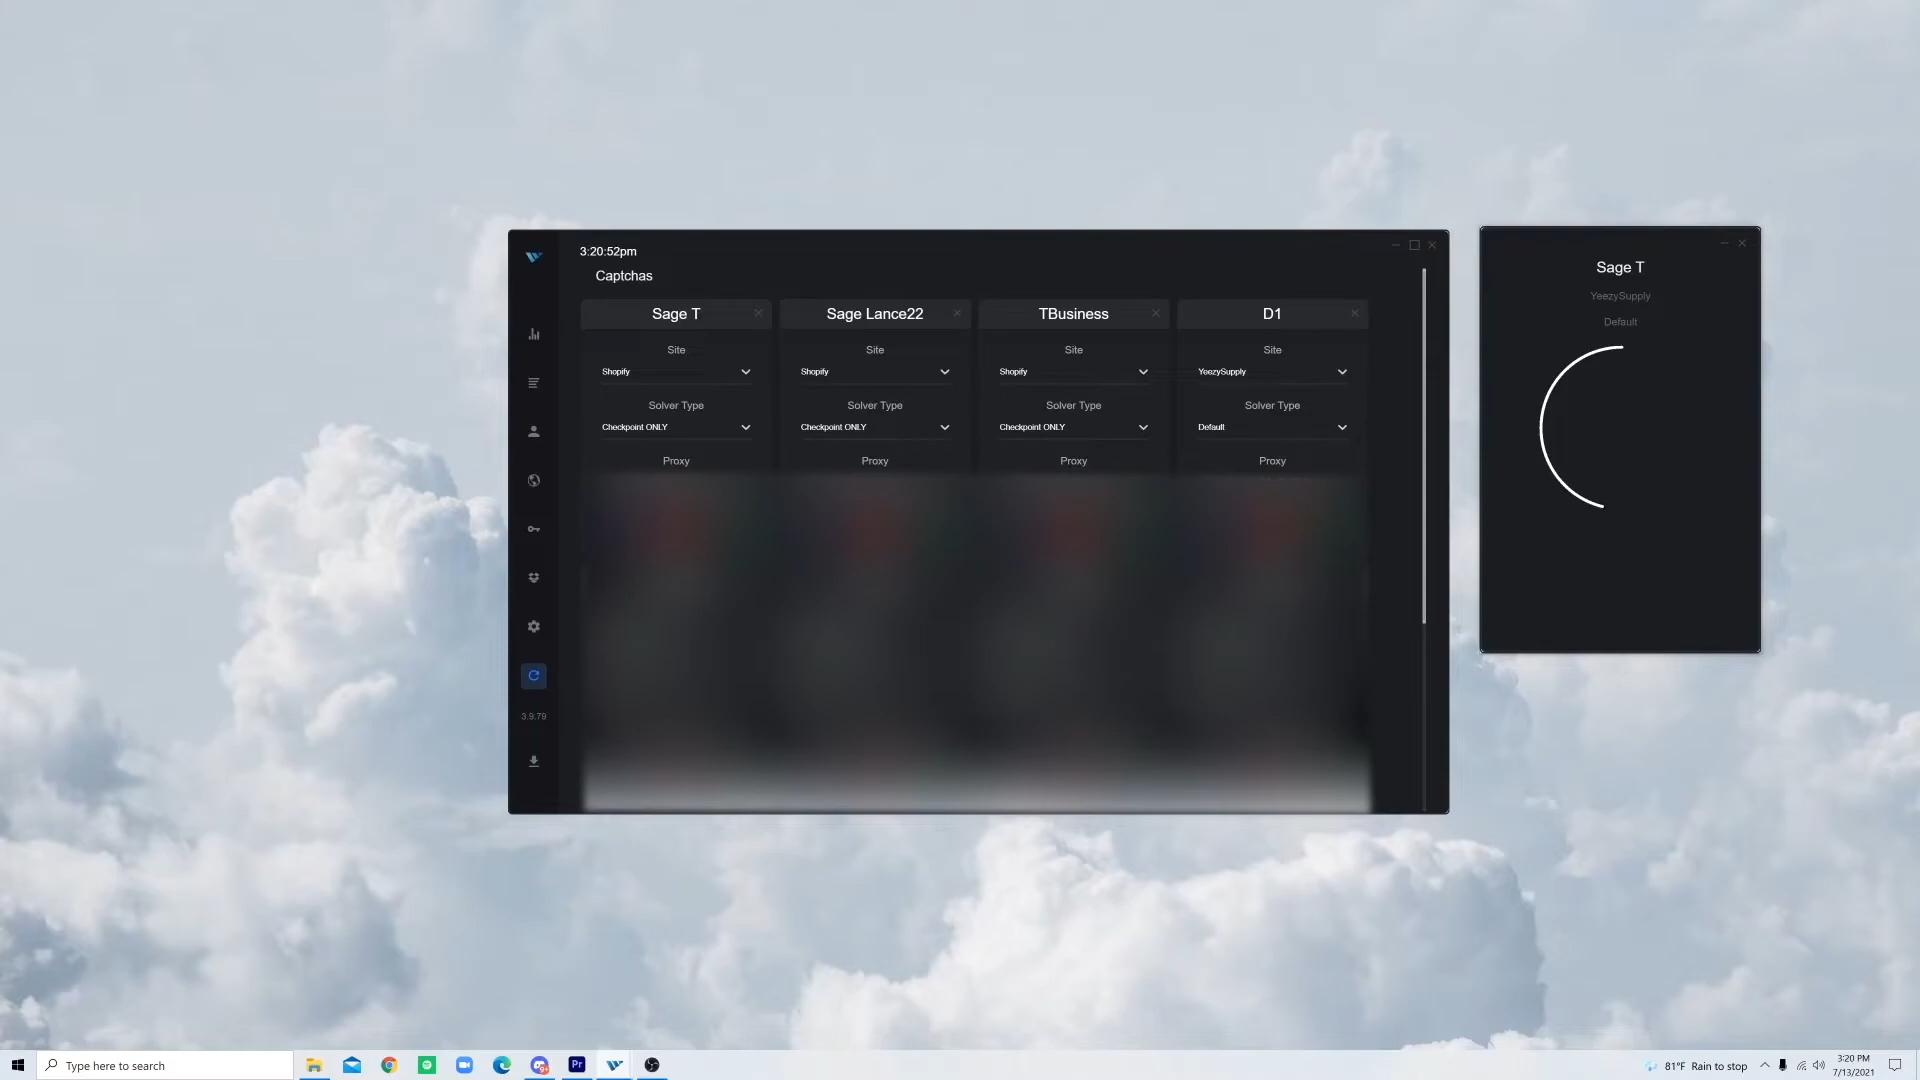 3:20:52pm
Captchas
Sage T
Sage Lance22
TBusiness
D1
Site
Site
Site
Site
Shopify
Shopify
Shopify
YeezySupply
Solver Type
Solver Type
Solver Type
Solver Type
Checkpoint ONLY
Checkpoint ONLY
Checkpoint ONLY
Default
Proxy
Proxy
Proxy
Proxy
3.9.79
Sage T
YeezySupply
Default
Type here to search
9+
Pr
81°F Rain to stop
3:20 PM
7/13/2021